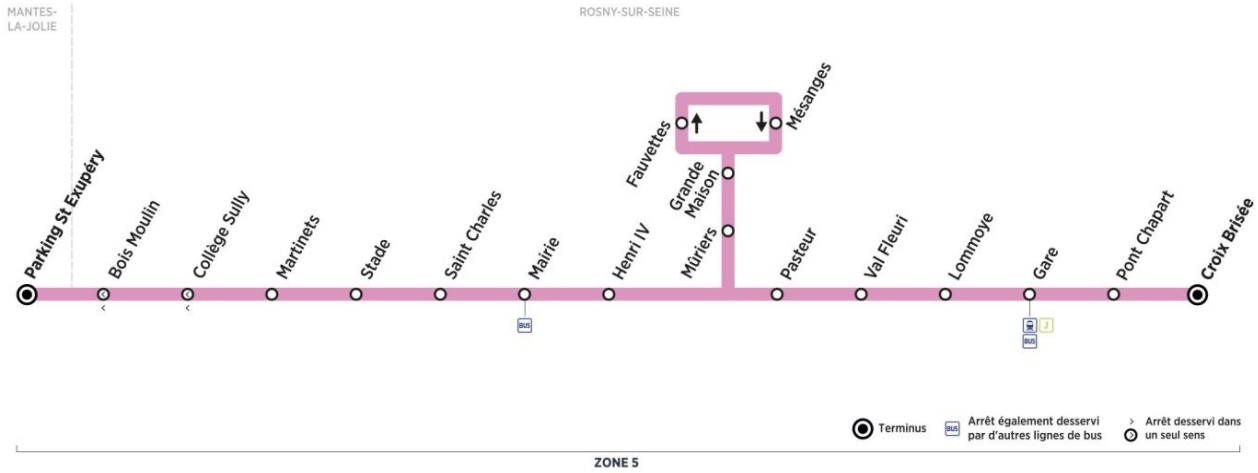 MANTES-
LA-JOLIE
ROSNY-SUR-SEINE
Parking St Exupéry
Bois Moulin
Collège Sully
Martinets
Stade
Saint Charles
Mairie
Henri IV
Mûriers
Grande
Maison
Fauvettes
Mésanges
Pasteur
Val Fleuri
Lommoye
Gare
Pont Chapart
Croix Brisée
BUS
J
BUS
Terminus
BUS
Arrêt également desservi
par d'autres lignes de bus
Arrêt desservi dans
un seul sens
ZONE 5